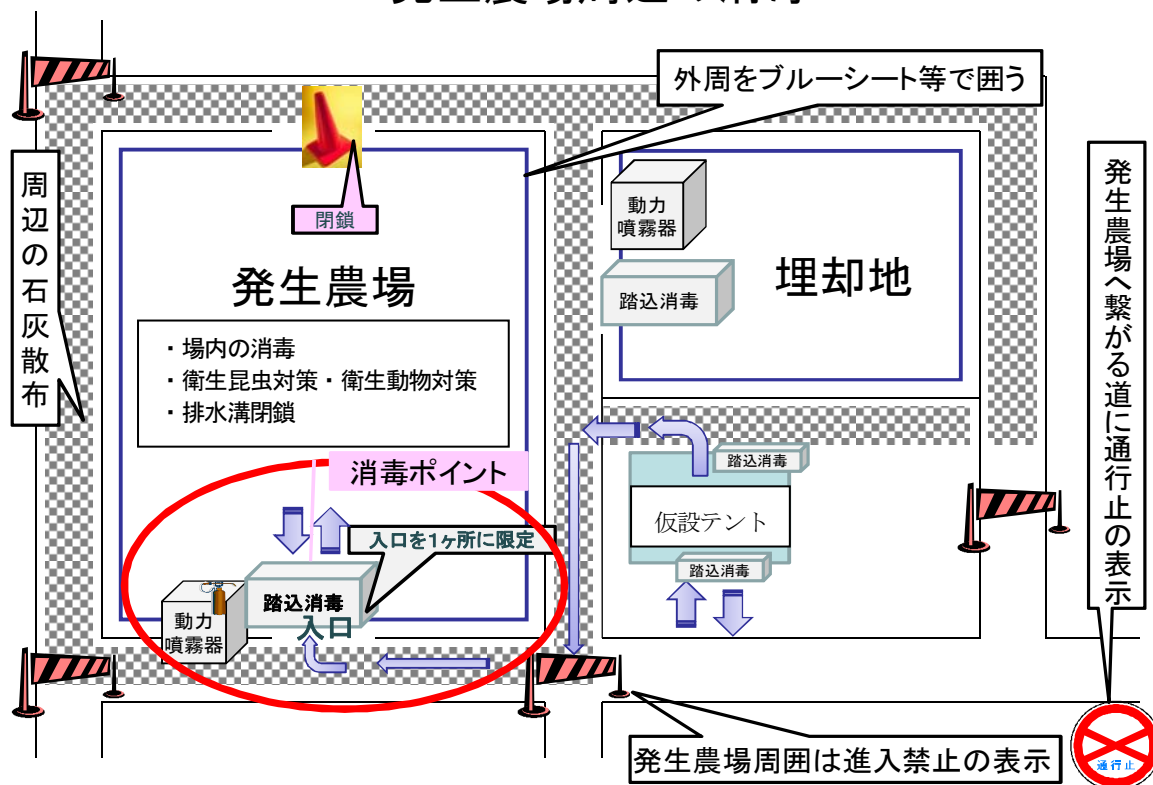 外周をブルーシート等で囲う
周辺の石灰散布
閉鎖
発生農場
・場内の消毒
・衛生昆虫対策・衛生動物対策
・排水溝閉鎖
動力
噴霧器
踏込消毒
埋却地
発生農場へ繋がる道に通行止の表示
消毒ポイント
入口を1ヶ所に限定
踏込消毒
入口
動力
噴霧器
踏込消毒
仮設テント
踏込消毒
発生農場周囲は進入禁止の表示
通行止